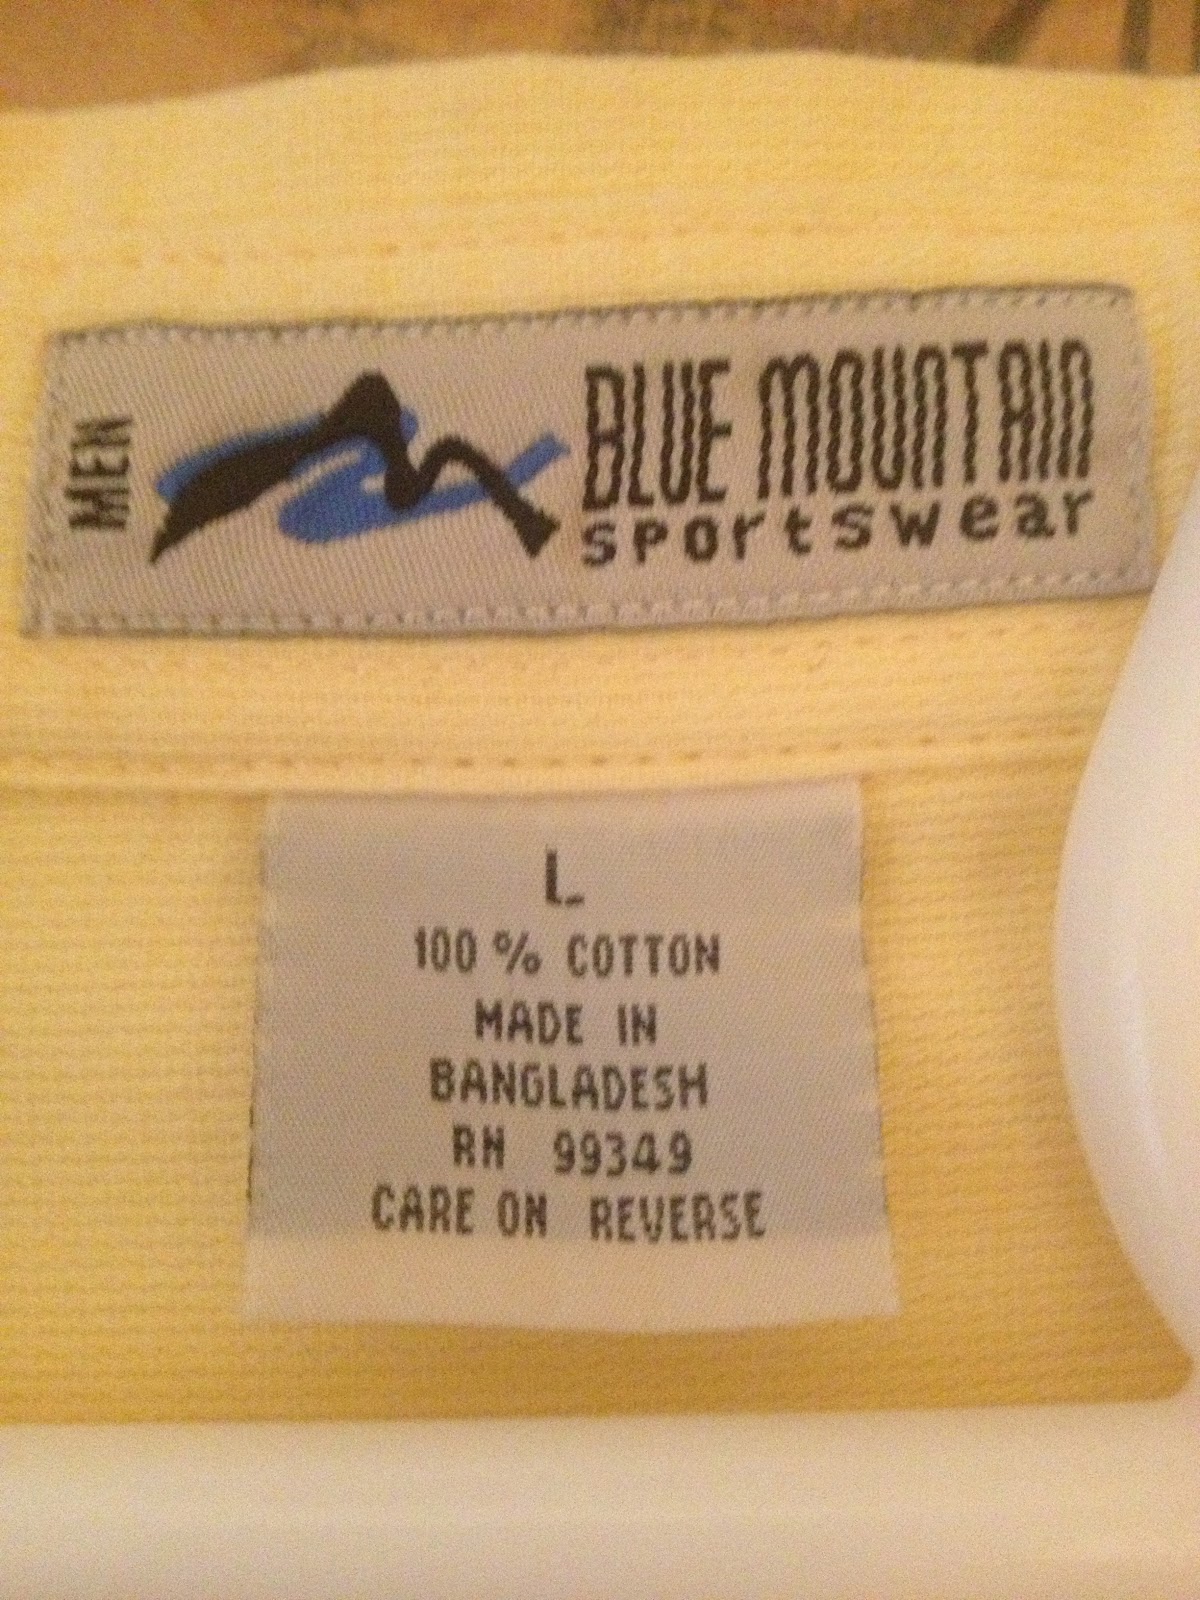 MEN
BLUE MOUNTAIN
sportswear
L
100 % COTTON
MADE IN
BANGLADESH
RN 99349
CARE ON REVERSE